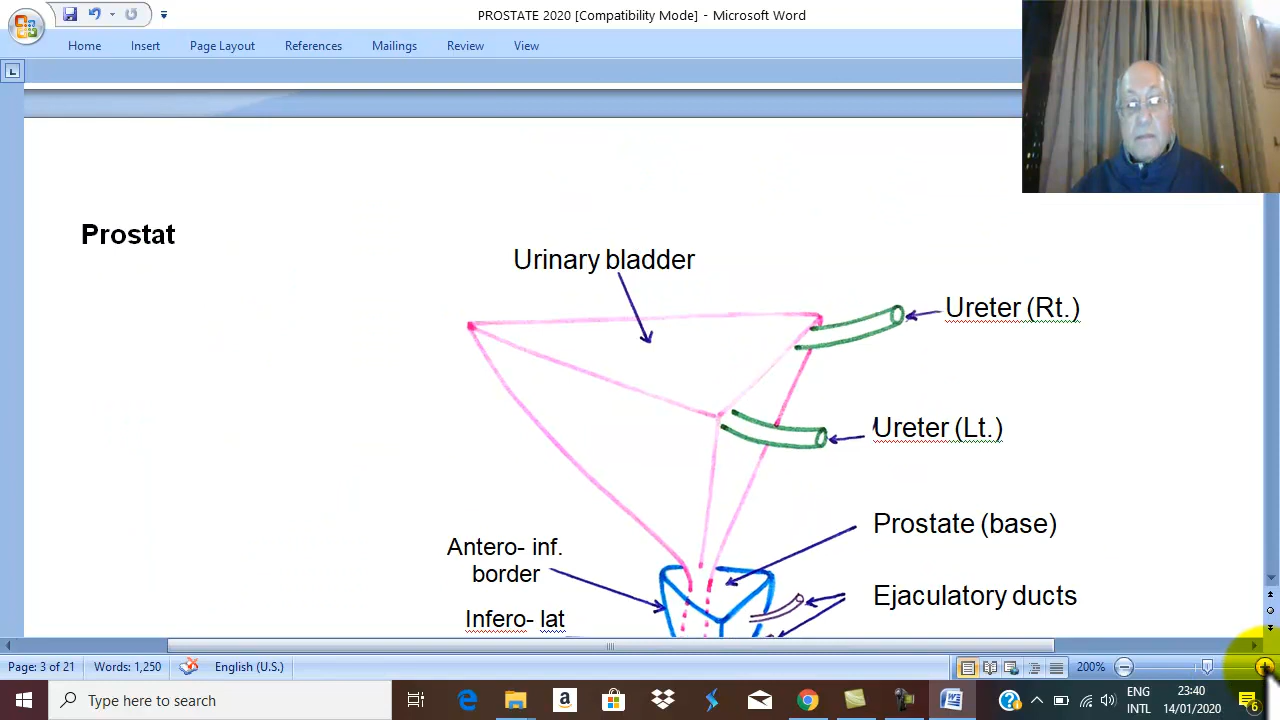 PROSTATE 2020 [Compatibility Mode] - Microsoft Word
Home Insert Page Layout References Mailings Review View
Prostat
Urinary bladder
Ureter (Rt.)
Ureter (Lt.)
Prostate (base)
Antero- inf.
border
Ejaculatory ducts
Infero- lat
Page: 3 of 21 Words: 1,250 English (U.S.) 200%
Type here to search
ENG
INTL
23:40
14/01/2020
6